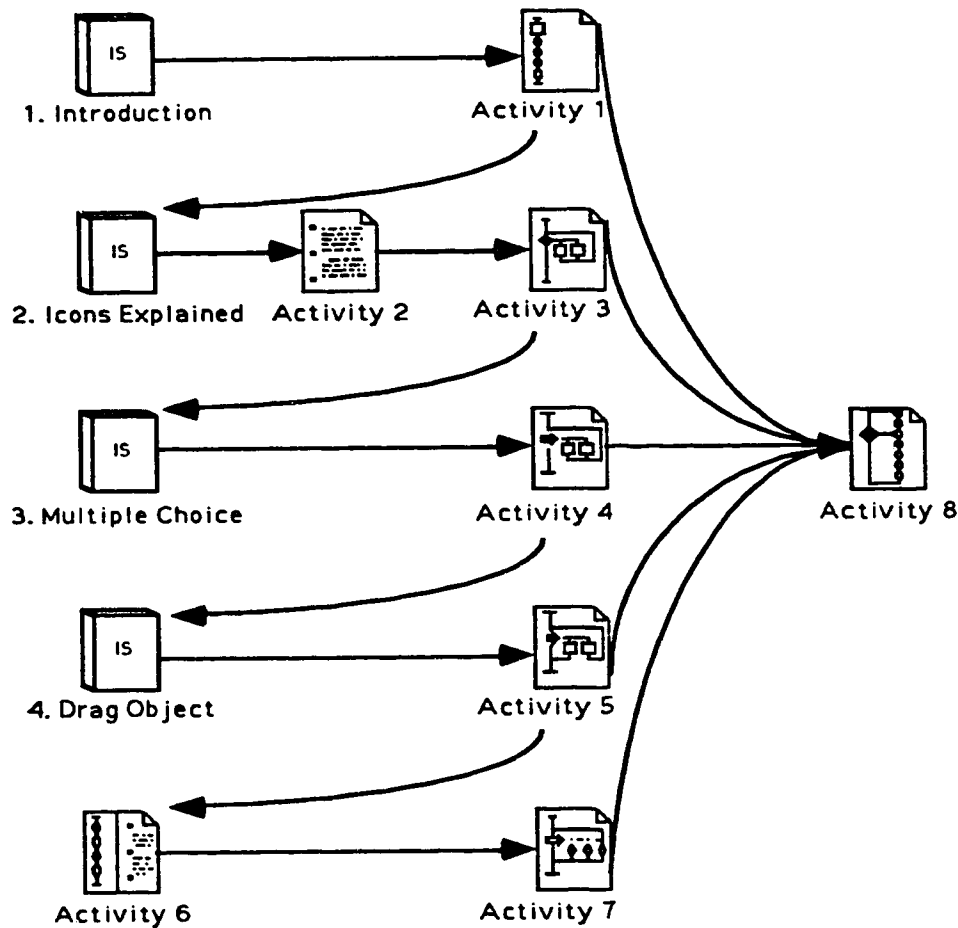 IS
1. Introduction
Activity 1
IS
2. Icons Explained
Activity 2
Activity 3
IS
3. Multiple Choice
Activity 4
Activity 8
IS
4. Drag Object
Activity 5
Activity 6
Activity 7